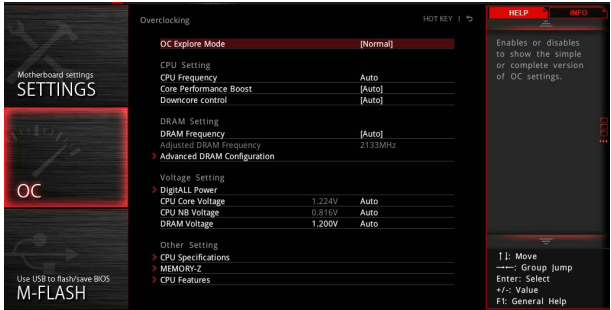 Overclocking
HOT KEY |
HELP
INFO
OC Explore Mode [Normal]
CPU Setting
CPU Frequency Auto
Core Performance Boost [Auto]
Downcore control [Auto]
DRAM Setting
DRAM Frequency [Auto]
Adjusted DRAM Frequency 2133MHz
Advanced DRAM Configuration
Voltage Setting
DigitALL Power
CPU Core Voltage 1.224V Auto
CPU NB Voltage 0.816V Auto
DRAM Voltage 1.200V Auto
Other Setting
CPU Specifications
MEMORY-Z
CPU Features
Motherboard settings
SETTINGS
OC
Use USB to flash/save BIOS
M-FLASH
Enables or disables
to show the simple
or complete version
of OC settings.
↑↓: Move
→←: Group Jump
Enter: Select
+/-: Value
F1: General Help